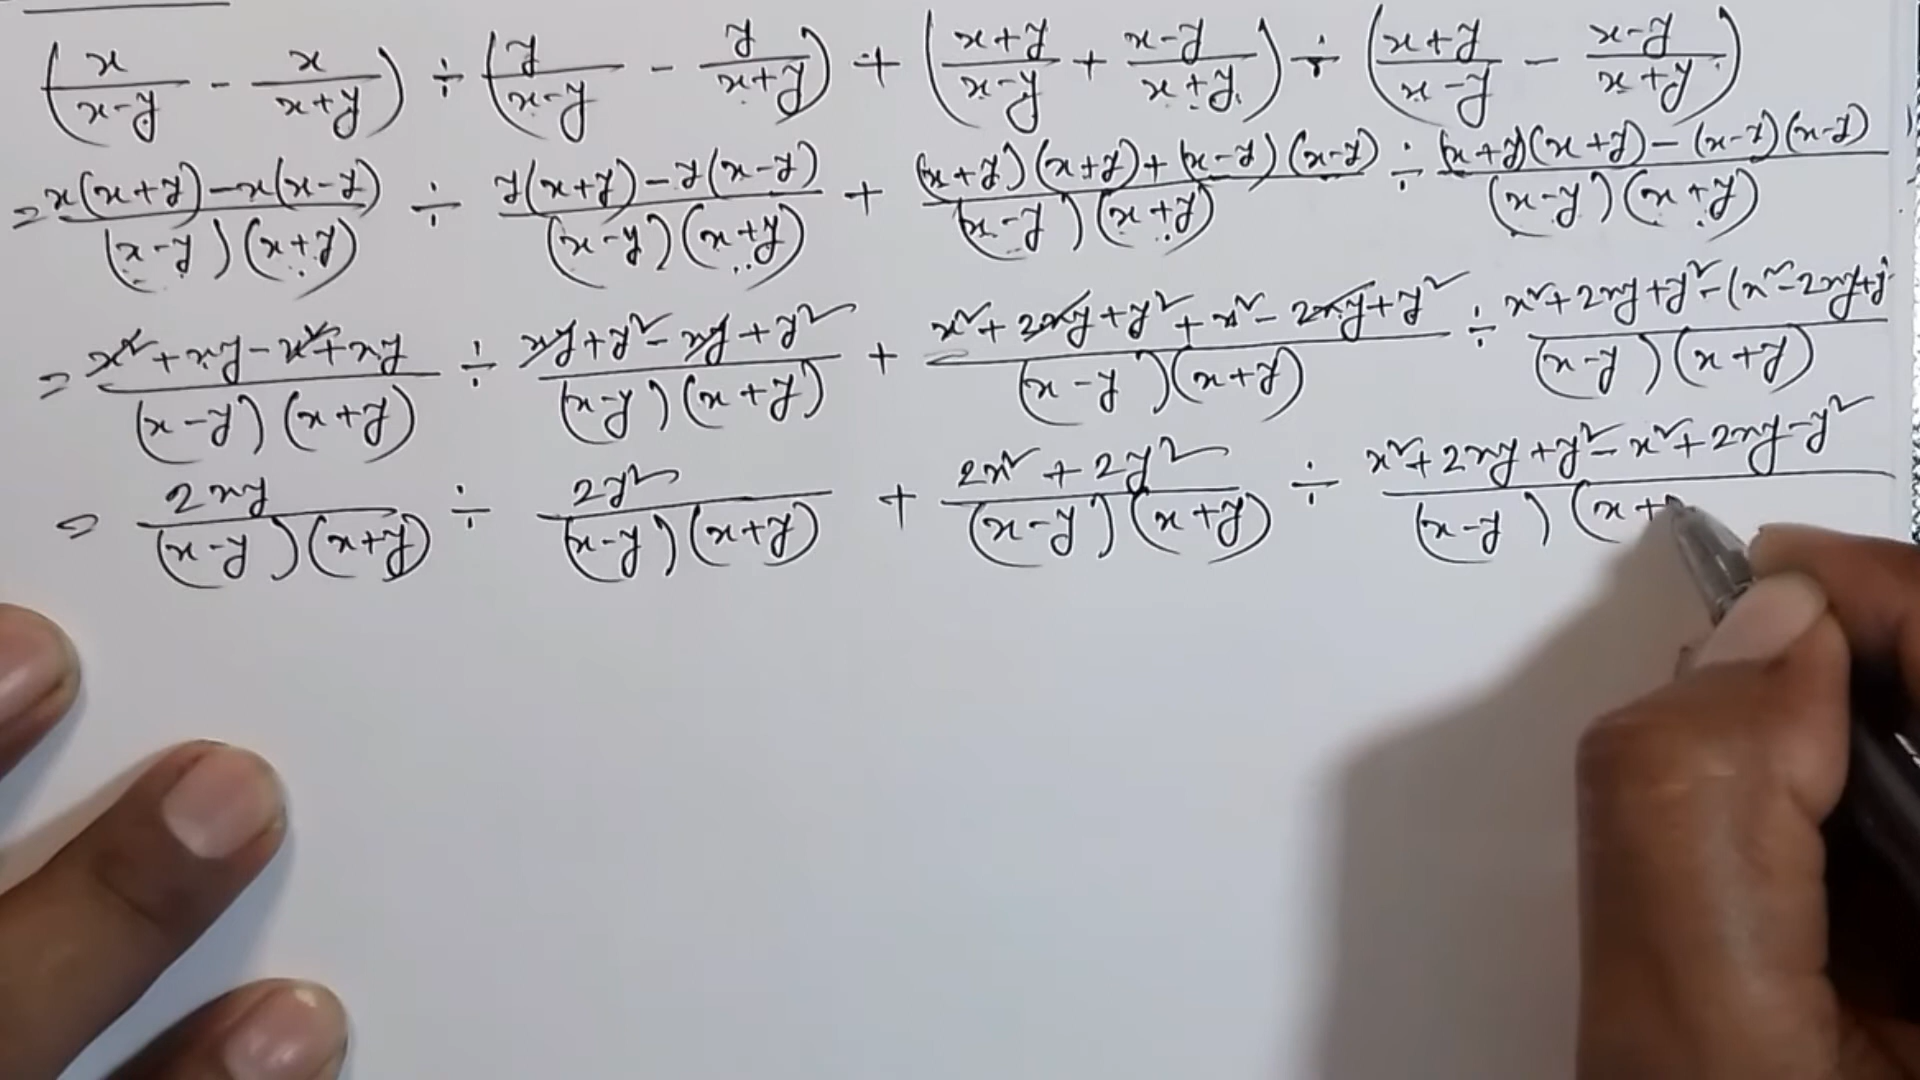 (x/(x-y) - x/(x+y)) ÷ (y/(x-y) - y/(x+y)) + ((x+y)/(x-y) + (x-y)/(x+y)) ÷ ((x+y)/(x-y) - (x-y)/(x+y))
= (x(x+y)-x(x-y))/((x-y)(x+y)) ÷ (y(x+y)-y(x-y))/((x-y)(x+y)) + ((x+y)(x+y)+(x-y)(x-y))/((x-y)(x+y)) ÷ ((x+y)(x+y)-(x-y)(x-y))/((x-y)(x+y))
= (x²+xy-x²+xy)/((x-y)(x+y)) ÷ (xy+y²-xy+y²)/((x-y)(x+y)) + (x²+2xy+y²+x²-2xy+y²)/((x-y)(x+y)) ÷ (x²+2xy+y²-(x²-2xy+y²)/((x-y)(x+y))
= 2xy/((x-y)(x+y)) ÷ 2y²/((x-y)(x+y)) + (2x²+2y²)/((x-y)(x+y)) ÷ (x²+2xy+y²-x²+2xy-y²)/((x-y)(x+